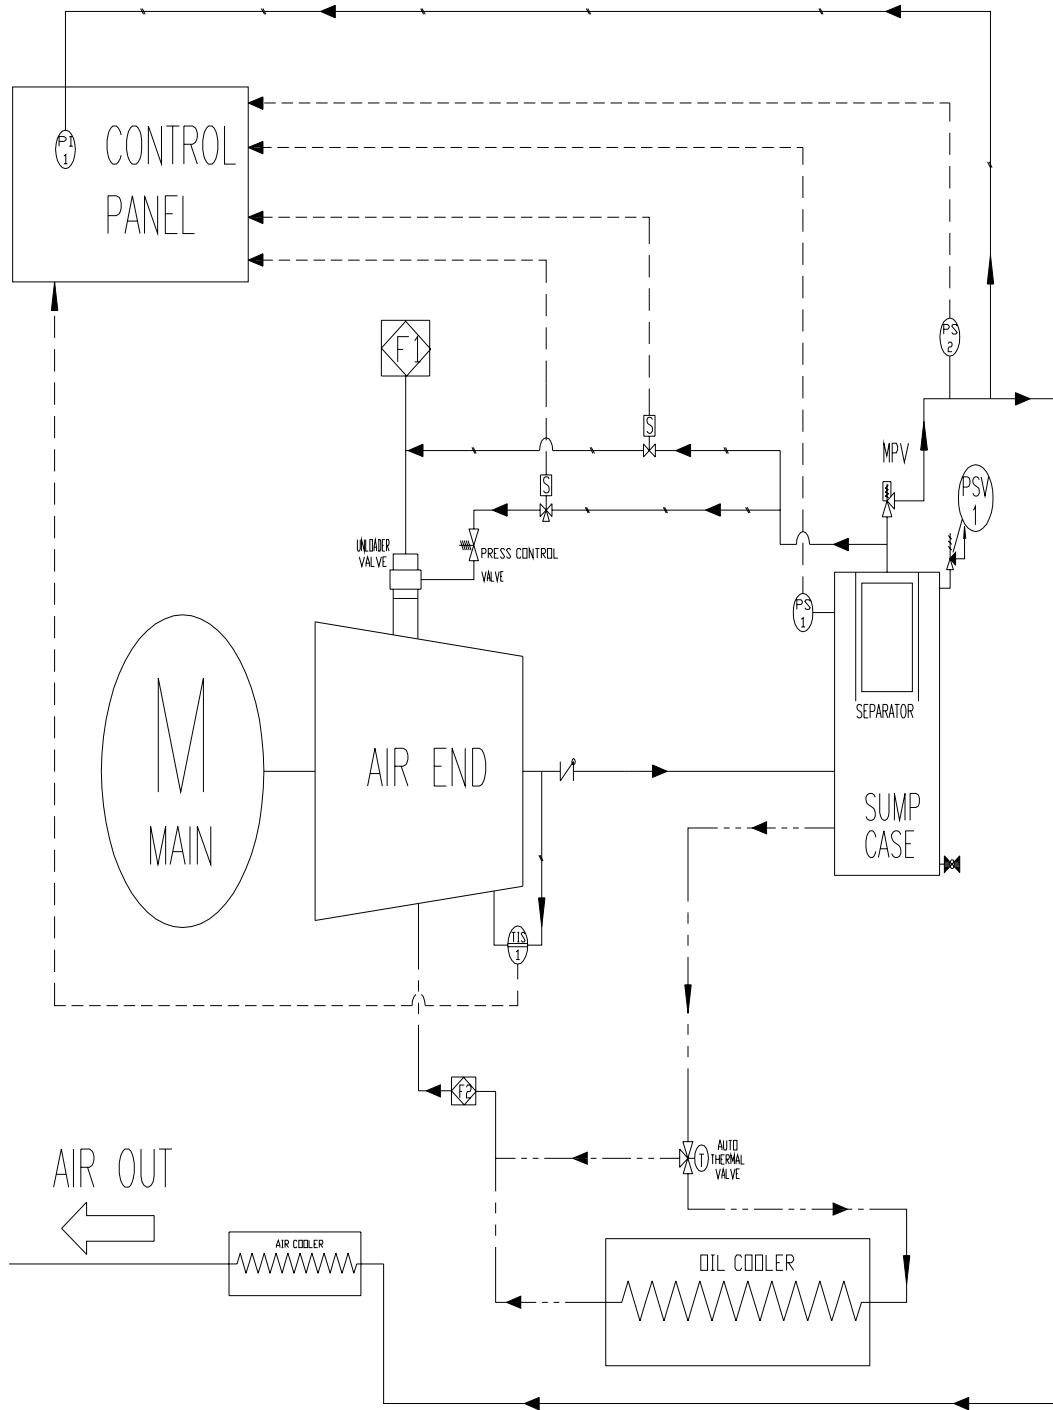 PI
1
CONTROL
PANEL
F1
PS
2
S
MPV
S
PSV
1
UNLOADER
VALVE
PRESS CONTROL
VALVE
PS
1
SEPARATOR
M
MAIN
AIR END
SUMP
CASE
TIS
1
F2
T
AUTO
THERMAL
VALVE
AIR OUT
AIR COOLER
OIL COOLER